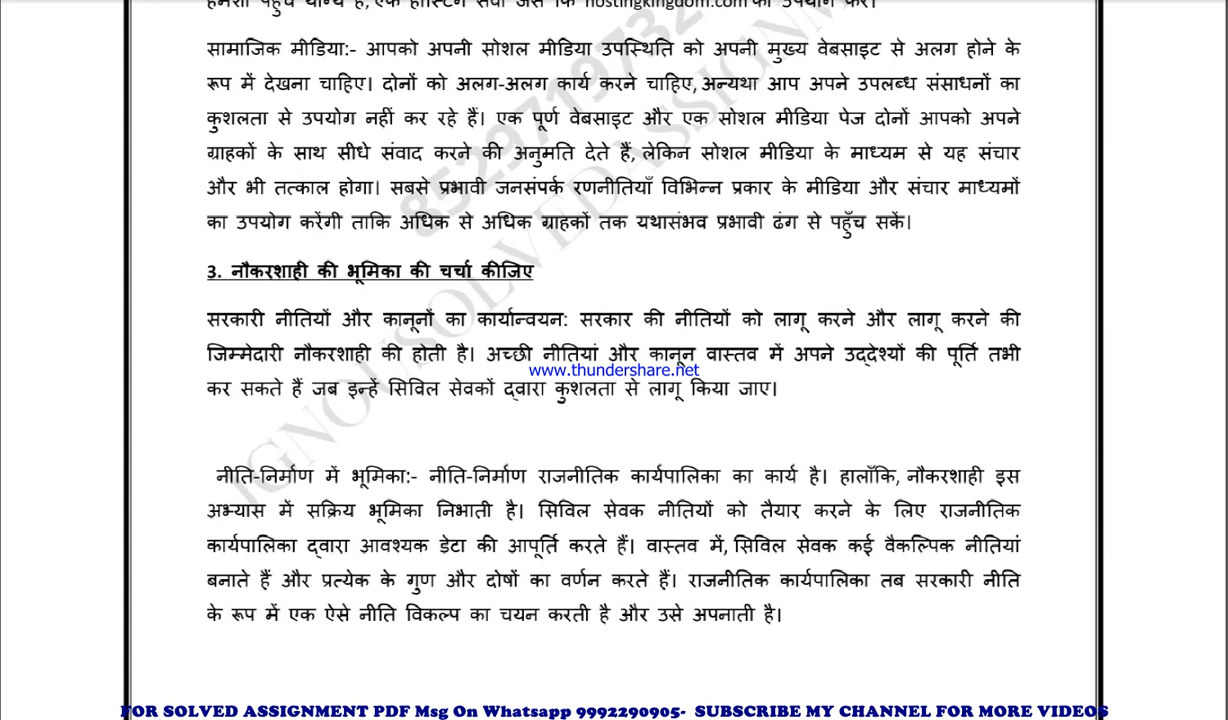 हमेशा पहुँच योग्य है, एक होस्टिंग सेवा जैसे कि hostingkingdom.com का उपयोग करें।
सामाजिक मीडिया:- आपको अपनी सोशल मीडिया उपस्थिति को अपनी मुख्य वेबसाइट से अलग होने के
रूप में देखना चाहिए। दोनों को अलग-अलग कार्य करने चाहिए, अन्यथा आप अपने उपलब्ध संसाधनों का
कुशलता से उपयोग नहीं कर रहे हैं। एक पूर्ण वेबसाइट और एक सोशल मीडिया पेज दोनों आपको अपने
ग्राहकों के साथ सीधे संवाद करने की अनुमति देते हैं, लेकिन सोशल मीडिया के माध्यम से यह संचार
और भी तत्काल होगा। सबसे प्रभावी जनसंपर्क रणनीतियाँ विभिन्न प्रकार के मीडिया और संचार माध्यमों
का उपयोग करेंगी ताकि अधिक से अधिक ग्राहकों तक यथासंभव प्रभावी ढंग से पहुँच सकें।
3. नौकरशाही की भूमिका की चर्चा कीजिए
सरकारी नीतियों और कानूनों का कार्यान्वयन: सरकार की नीतियों को लागू करने और लागू करने की
जिम्मेदारी नौकरशाही की होती है। अच्छी नीतियां और कानून वास्तव में अपने उद्देश्यों की पूर्ति तभी
www.thundershare.net
कर सकते हैं जब इन्हें सिविल सेवकों द्वारा कुशलता से लागू किया जाए।
नीति-निर्माण में भूमिका:- नीति-निर्माण राजनीतिक कार्यपालिका का कार्य है। हालाँकि, नौकरशाही इस
अभ्यास में सक्रिय भूमिका निभाती है। सिविल सेवक नीतियों को तैयार करने के लिए राजनीतिक
कार्यपालिका द्वारा आवश्यक डेटा की आपूर्ति करते हैं। वास्तव में, सिविल सेवक कई वैकल्पिक नीतियां
बनाते हैं और प्रत्येक के गुण और दोषों का वर्णन करते हैं। राजनीतिक कार्यपालिका तब सरकारी नीति
के रूप में एक ऐसे नीति विकल्प का चयन करती है और उसे अपनाती है।
FOR SOLVED ASSIGNMENT PDF Msg On Whatsapp 9992290905- SUBSCRIBE MY CHANNEL FOR MORE VIDEOS